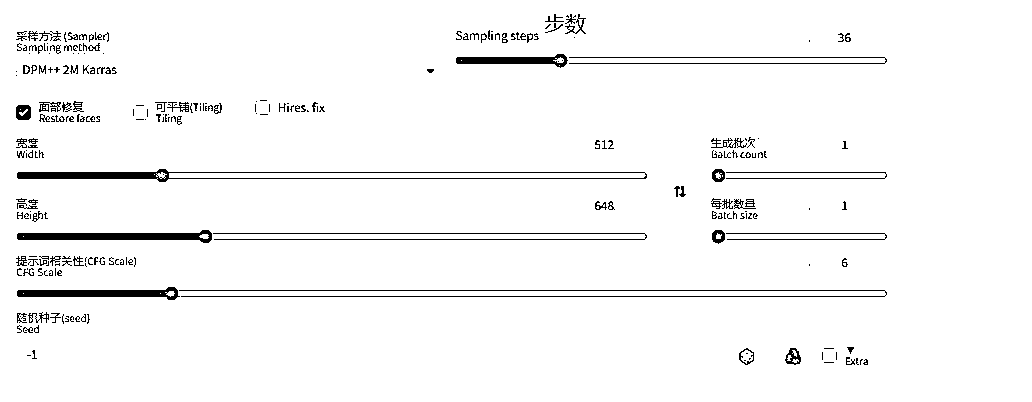 采样方法 (Sampler)
Sampling method
DPM++ 2M Karras
Sampling steps 步数
36
面部修复
Restore faces
可平铺(Tiling)
Tiling
Hires. fix
宽度
Width
512
生成批次
Batch count
1
高度
Height
648
每批数量
Batch size
1
提示词相关性(CFG Scale)
CFG Scale
6
随机种子(seed)
Seed
-1
Extra